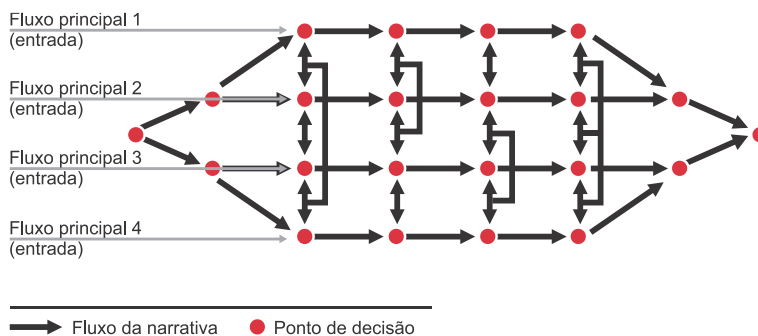 Fluxo principal 1
(entrada)
Fluxo principal 2
(entrada)
Fluxo principal 3
(entrada)
Fluxo principal 4
(entrada)
Fluxo da narrativa
Ponto de decisão